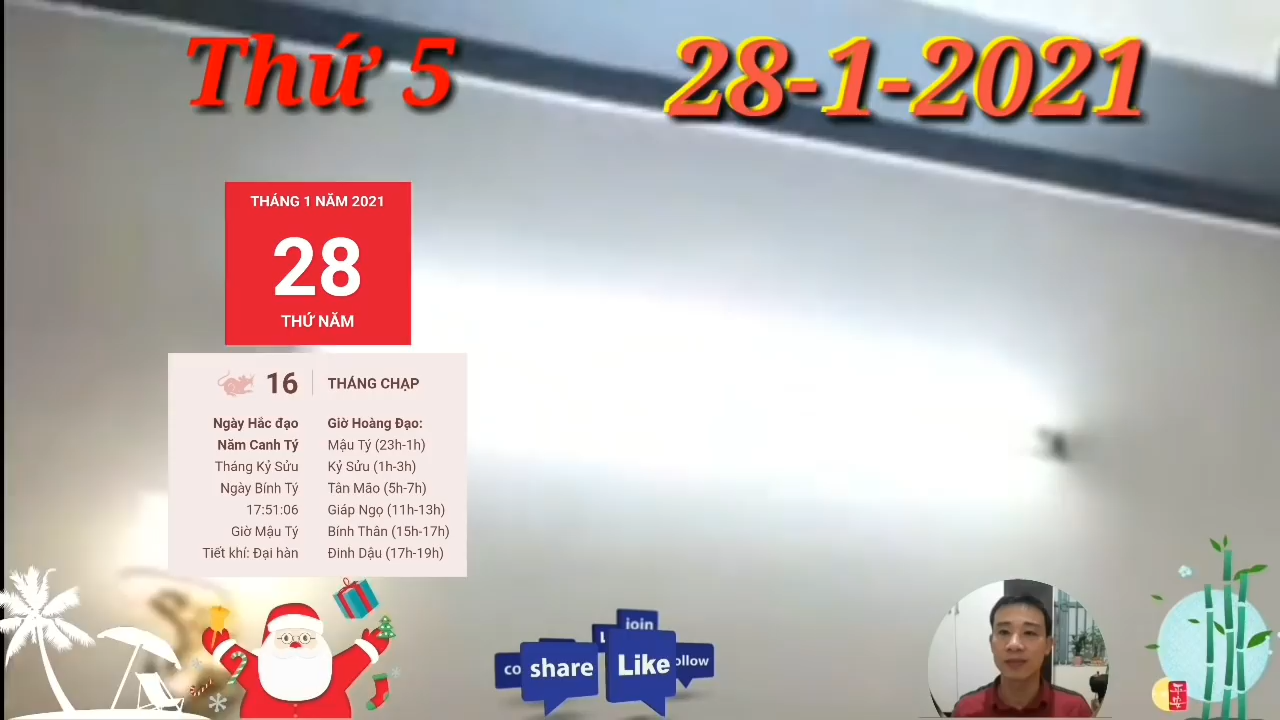 Thứ 5
28-1-2021
THÁNG 1 NĂM 2021
28
THỨ NĂM
16
THÁNG CHẠP
Ngày Hắc đạo
Năm Canh Tý
Tháng Kỷ Sửu
Ngày Bính Tý
17:51:06
Giờ Mậu Tý
Tiết khí: Đại hàn
Giờ Hoàng Đạo:
Mậu Tý (23h-1h)
Kỷ Sửu (1h-3h)
Tân Mão (5h-7h)
Giáp Ngọ (11h-13h)
Bính Thân (15h-17h)
Đinh Dậu (17h-19h)
join
share
Like
ollow
co
L